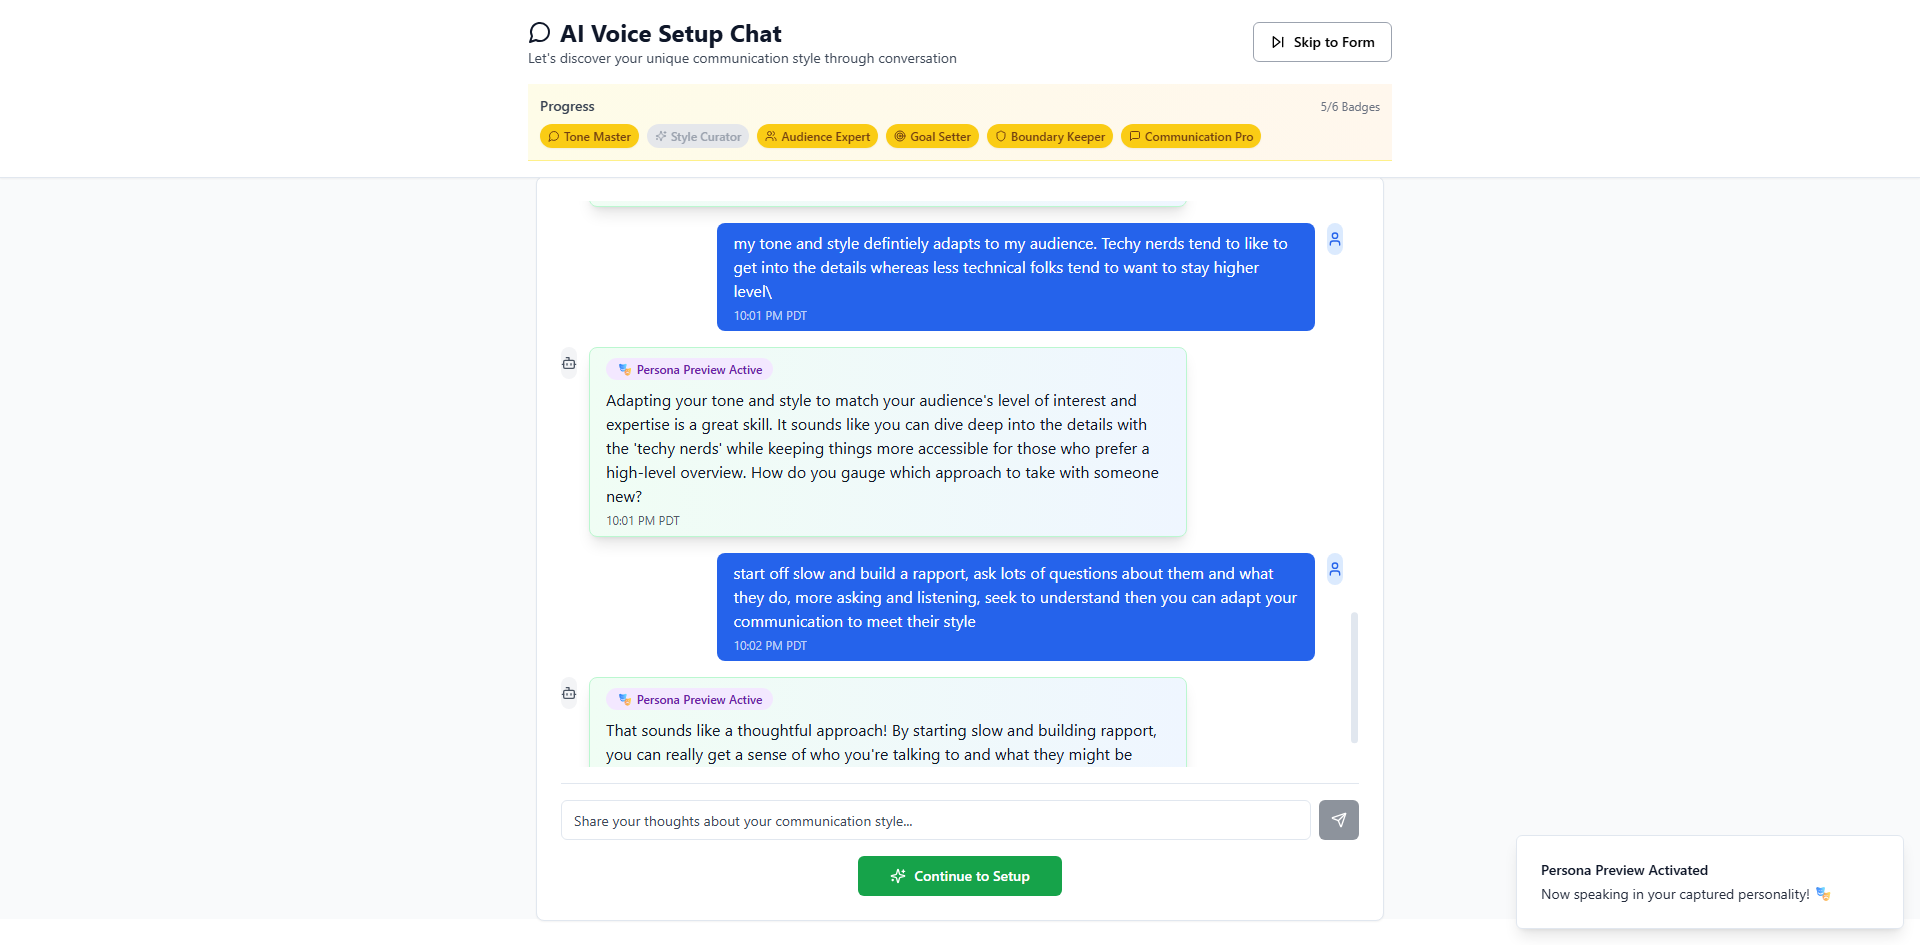 AI Voice Setup Chat
Let's discover your unique communication style through conversation
Skip to Form
Progress
5/6 Badges
Tone Master
Style Curator
Audience Expert
Goal Setter
Boundary Keeper
Communication Pro
my tone and style defintiely adapts to my audience. Techy nerds tend to like to
get into the details whereas less technical folks tend to want to stay higher
level\
10:01 PM PDT
Persona Preview Active
Adapting your tone and style to match your audience's level of interest and
expertise is a great skill. It sounds like you can dive deep into the details with
the 'techy nerds' while keeping things more accessible for those who prefer a
high-level overview. How do you gauge which approach to take with someone
new?
10:01 PM PDT
start off slow and build a rapport, ask lots of questions about them and what
they do, more asking and listening, seek to understand then you can adapt your
communication to meet their style
10:02 PM PDT
Persona Preview Active
That sounds like a thoughtful approach! By starting slow and building rapport,
you can really get a sense of who you're talking to and what they might be
Share your thoughts about your communication style...
Continue to Setup
Persona Preview Activated
Now speaking in your captured personality!